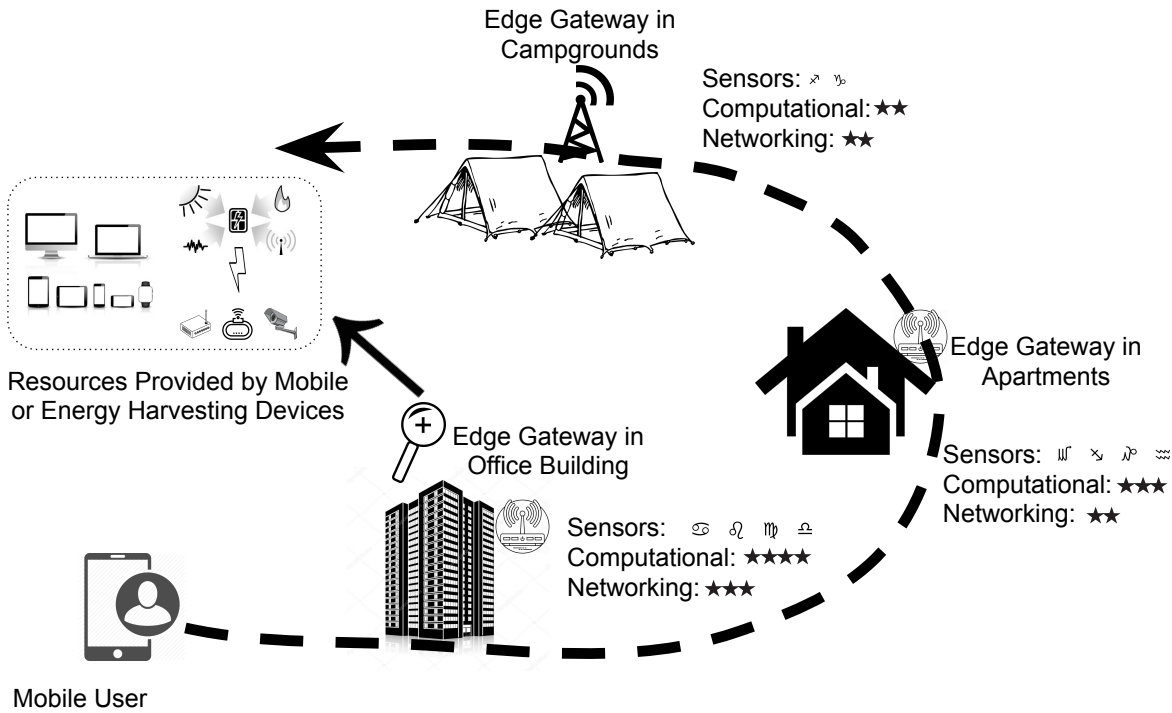 Edge Gateway in
Campgrounds
Sensors: ♐ ♑
Computational: ★★
Networking: ★★
Resources Provided by Mobile
or Energy Harvesting Devices
Edge Gateway in
Apartments
Sensors: ♏ ♐ ♑ ♒
Computational: ★★★
Networking: ★★
Edge Gateway in
Office Building
Sensors: ♋ ♌ ♍ ♎
Computational: ★★★★
Networking: ★★★
Mobile User